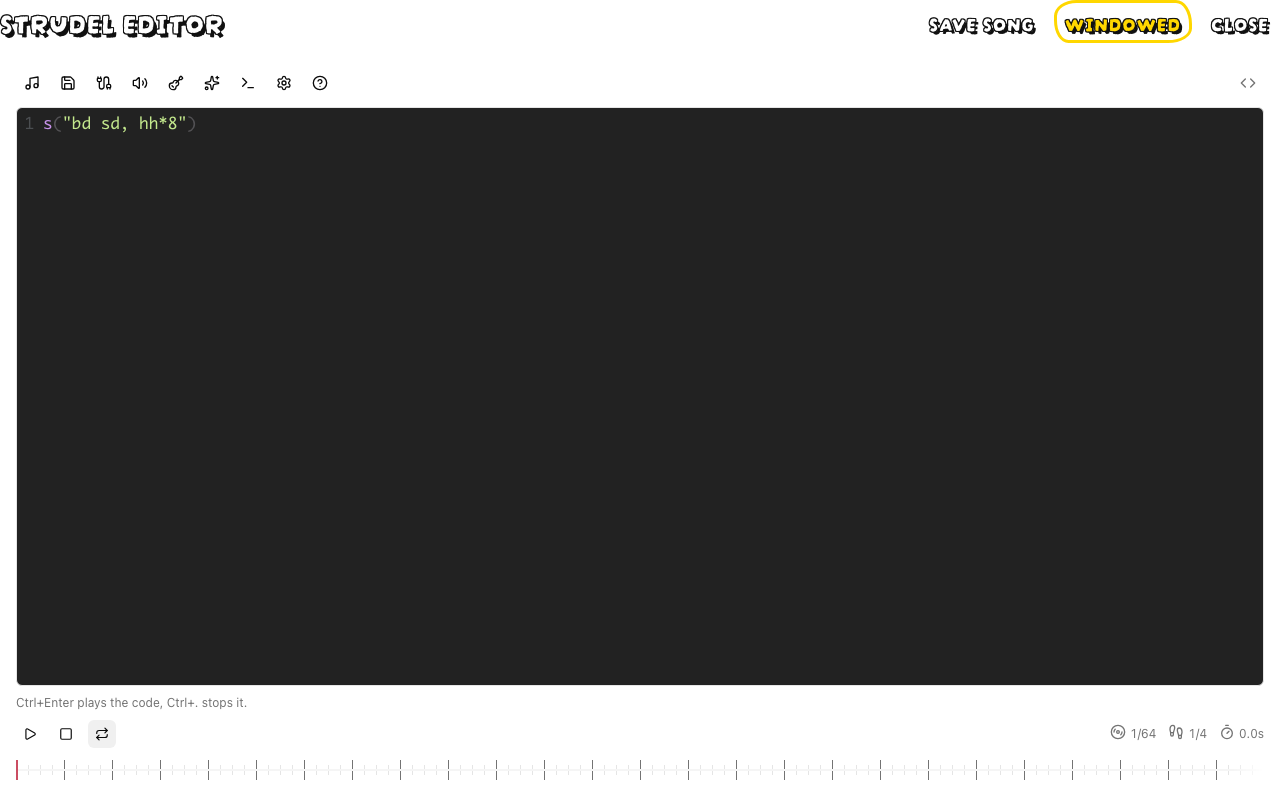 STRUDEL EDITOR
SAVE SONG
WINDOWED
CLOSE
1 s("bd sd, hh*8")
Ctrl+Enter plays the code, Ctrl+. stops it.
1/64 1/4 0.0s